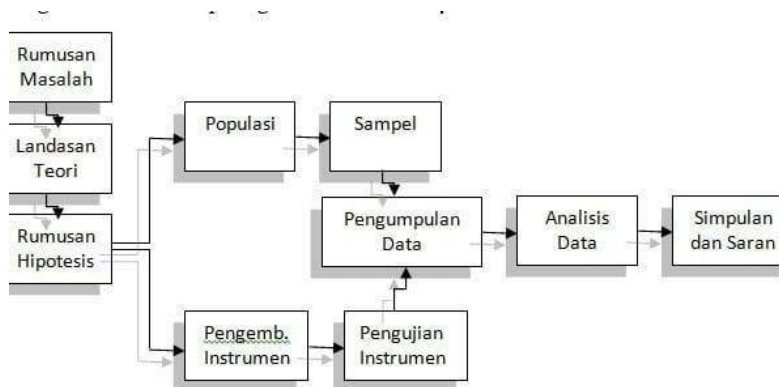 Rumusan
Masalah
Landasan
Teori
Rumusan
Hipotesis
Populasi
Sampel
Pengemb.
Instrumen
Pengujian
Instrumen
Pengumpulan
Data
Analisis
Data
Simpulan
dan Saran